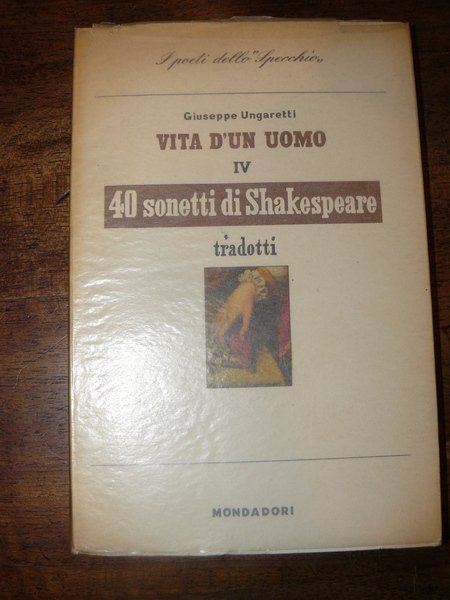 I poeti dello "Specchio„
Giuseppe Ungaretti
VITA D'UN UOMO
IV
40 sonetti di Shakespeare
tradotti
MONDADORI